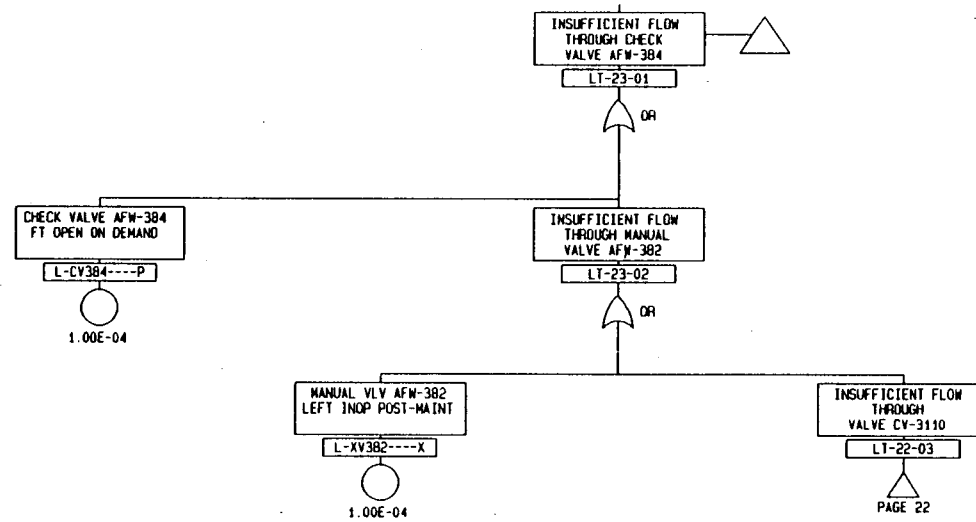 INSUFFICIENT FLOW
THROUGH CHECK
VALVE AFW-384
LT-23-01
OR
CHECK VALVE AFW-384
FT OPEN ON DEMAND
L-CV384----P
1.00E-04
INSUFFICIENT FLOW
THROUGH MANUAL
VALVE AFW-382
LT-23-02
OR
MANUAL VLV AFW-382
LEFT INOP POST-MAINT
L-XV382----X
1.00E-04
INSUFFICIENT FLOW
THROUGH
VALVE CV-3110
LT-22-03
PAGE 22